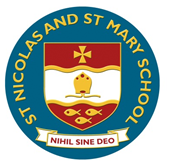 ST NICOLAS AND ST MARY SCHOOL
NIHIL SINE DEO